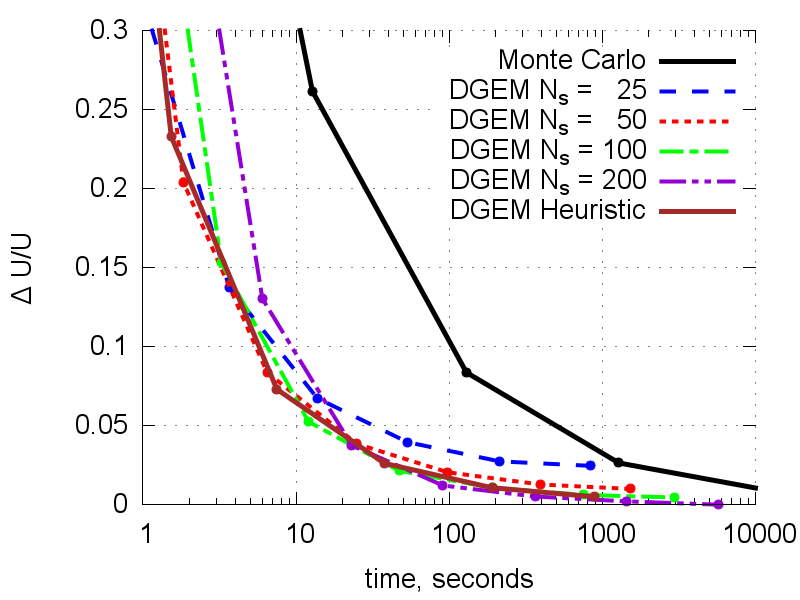 0.3
0.25
0.2
0.15
0.1
0.05
0
1
10
100
1000
10000
Δ U/U
time, seconds
Monte Carlo
DGEM Ns = 25
DGEM Ns = 50
DGEM Ns = 100
DGEM Ns = 200
DGEM Heuristic